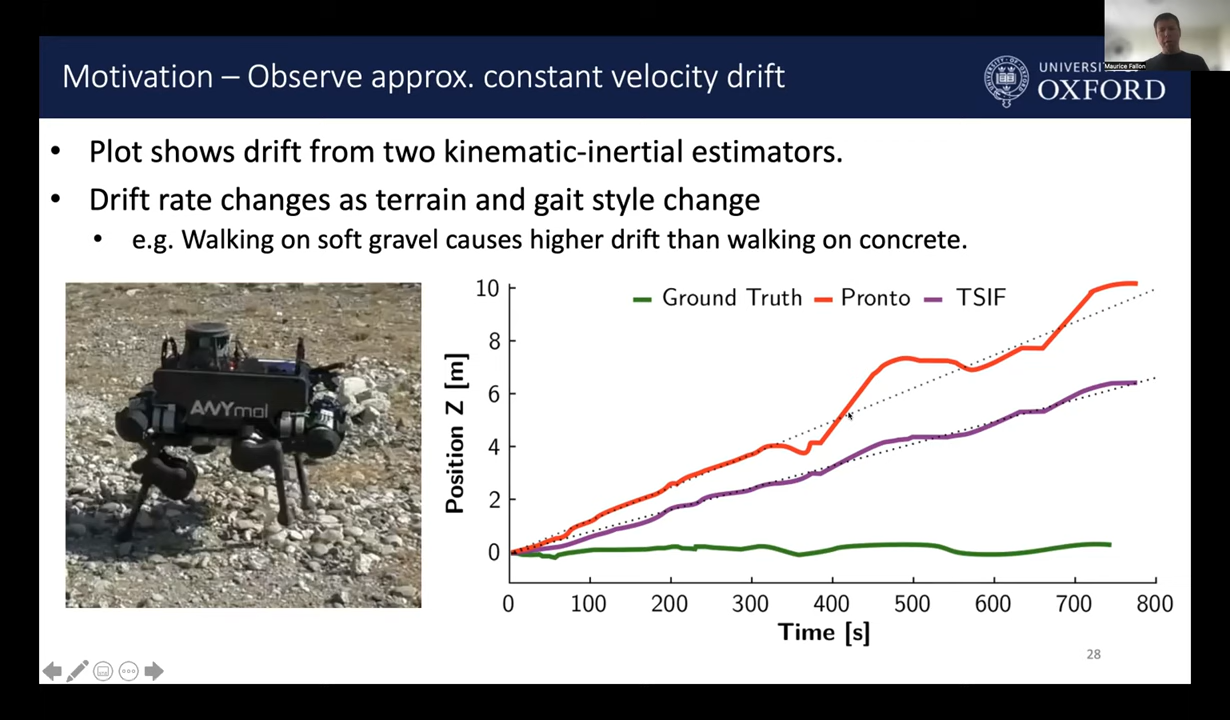 Maurice Fallon
Motivation – Observe approx. constant velocity drift
OXFORD
• Plot shows drift from two kinematic-inertial estimators.
• Drift rate changes as terrain and gait style change
• e.g. Walking on soft gravel causes higher drift than walking on concrete.
ANYmal
Ground Truth
Pronto
TSIF
Position Z [m]
10
8
6
4
2
0
0 100 200 300 400 500 600 700 800
Time [s]
28